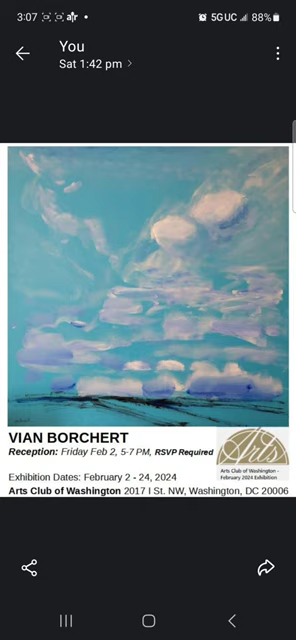 3:07 5GUC 88%
You
Sat 1:42 pm
VIAN BORCHERT
Reception: Friday Feb 2, 5-7 PM, RSVP Required
Arts
Arts Club of Washington -
February 2024 Exhibition
Exhibition Dates: February 2 - 24, 2024
Arts Club of Washington 2017 I St. NW, Washington, DC 20006